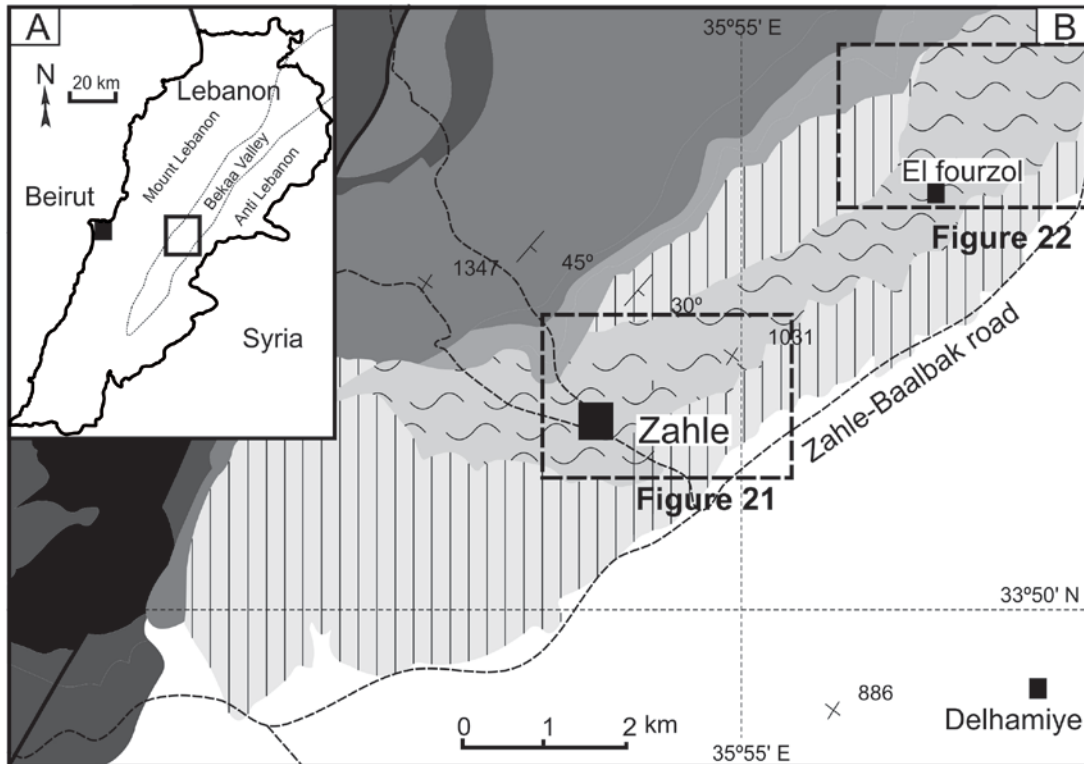 A
N
20 km
Lebanon
Mount Lebanon
Bekaa Valley
Anti Lebanon
Beirut
Syria
B
35º55' E
El fourzol
Figure 22
1347
45º
30º
1031
Zahle
Figure 21
Zahle-Baalbak road
33º50' N
886
Delhamiye
0 1 2 km
35º55' E